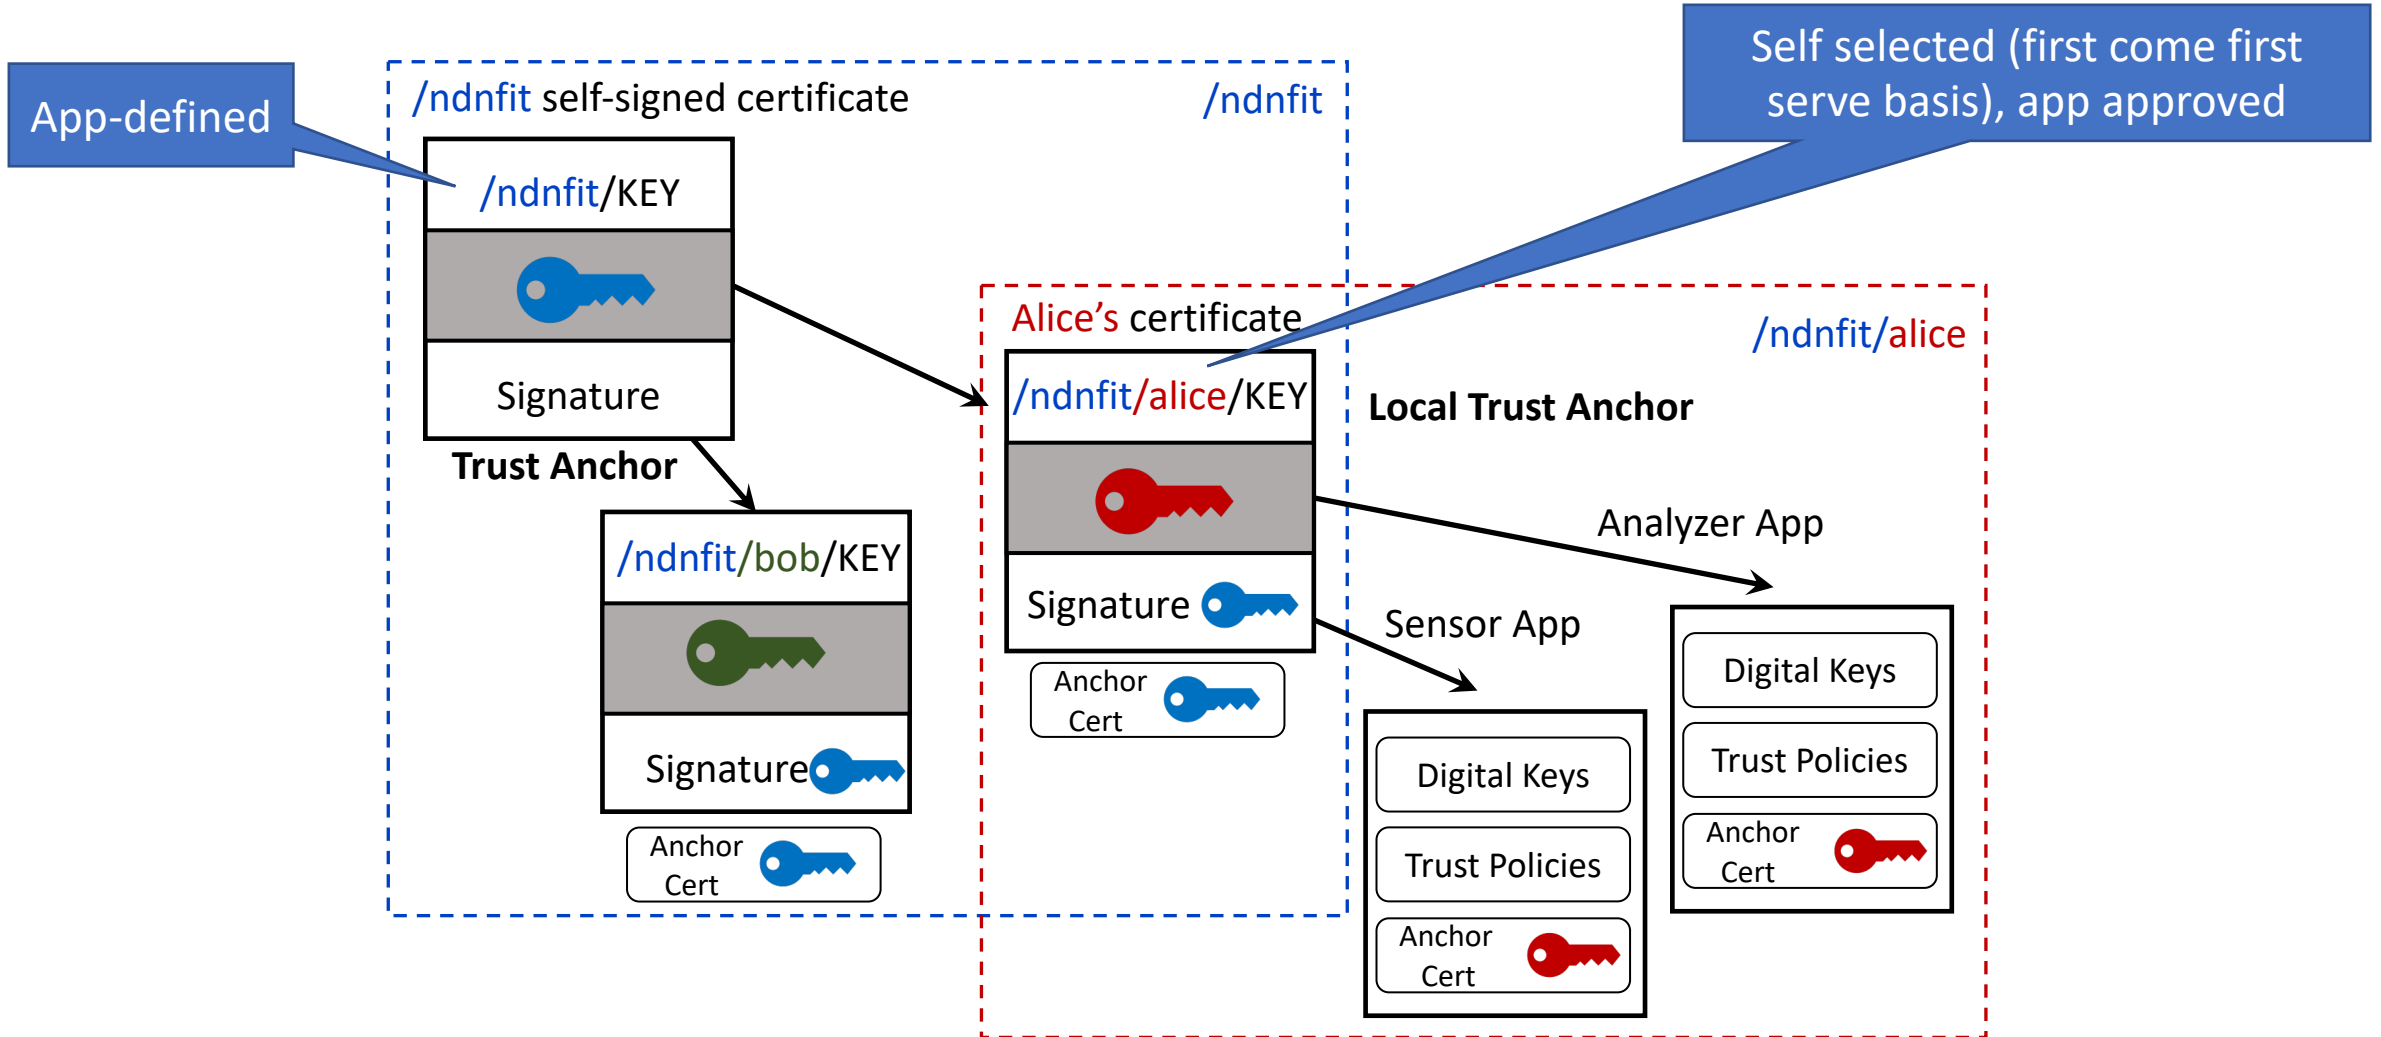 App-defined
/ndnfit self-signed certificate
/ndnfit
Self selected (first come first
serve basis), app approved
/ndnfit/KEY
Signature
Trust Anchor
/ndnfit/bob/KEY
Signature
Anchor
Cert
Alice's certificate
/ndnfit/alice
/ndnfit/alice/KEY
Local Trust Anchor
Signature
Anchor
Cert
Analyzer App
Sensor App
Digital Keys
Trust Policies
Anchor
Cert
Digital Keys
Trust Policies
Anchor
Cert